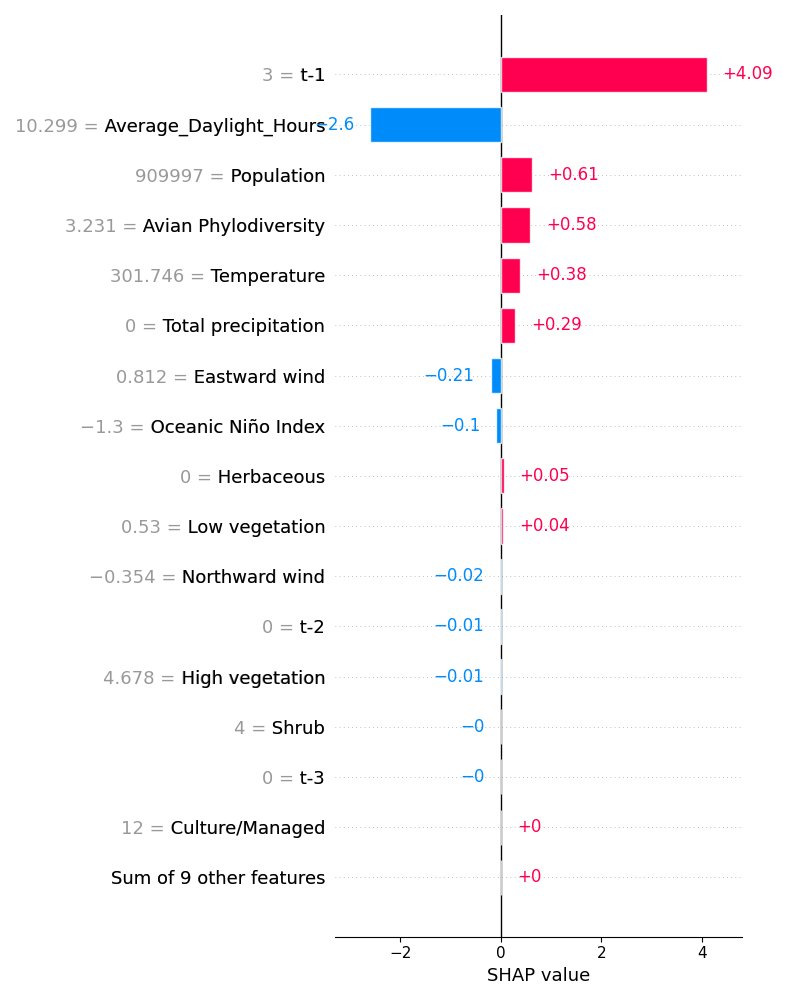 3 = t-1 +4.09
10.299 = Average_Daylight_Hours −2.6
909997 = Population +0.61
3.231 = Avian Phylodiversity +0.58
301.746 = Temperature +0.38
0 = Total precipitation +0.29
0.812 = Eastward wind −0.21
−1.3 = Oceanic Niño Index −0.1
0 = Herbaceous +0.05
0.53 = Low vegetation +0.04
−0.354 = Northward wind −0.02
0 = t-2 −0.01
4.678 = High vegetation −0.01
4 = Shrub −0
0 = t-3 −0
12 = Culture/Managed +0
Sum of 9 other features +0
−2 0 2 4
SHAP value